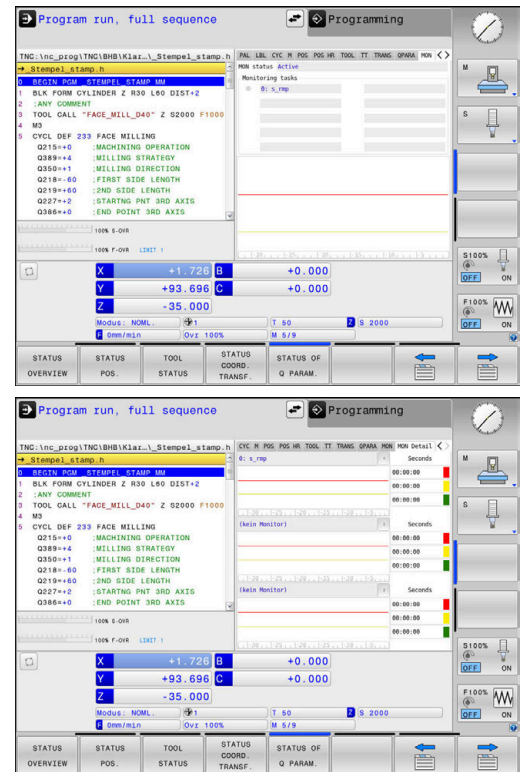 Program run, full sequence
Programming
TNC:\nc_prog\TNC\BHB\Klar…\_Stempel_stamp.h
→_Stempel_stamp.h
0 BEGIN PGM _STEMPEL_STAMP MM
1 BLK FORM CYLINDER Z R30 L60 DIST+2
2 ;ANY COMMENT
3 TOOL CALL "FACE_MILL_D40" Z S2000 F1000
4 M3
5 CYCL DEF 233 FACE MILLING
Q215=+0 ;MACHINING OPERATION
Q389=+4 ;MILLING STRATEGY
Q350=+1 ;MILLING DIRECTION
Q218=-60 ;FIRST SIDE LENGTH
Q219=+60 ;2ND SIDE LENGTH
Q227=+2 ;STARTNG PNT 3RD AXIS
Q386=+0 ;END POINT 3RD AXIS
PAL LBL CYC M POS POS HR TOOL TT TRANS QPARA MON
MON status Active
Monitoring tasks
0: s_rmp
100% S-OVR
100% F-OVR LIMIT 1
X +1.726 B +0.000
Y +93.696 C +0.000
Z -35.000
Modus: NOML. 1 T 50 Z S 2000
F 0mm/min Ovr 100% M 5/9
M
S
S100%
OFF ON
F100%
OFF ON
STATUS OVERVIEW
STATUS POS.
TOOL STATUS
STATUS COORD. TRANSF.
STATUS OF Q PARAM.
Program run, full sequence
Programming
TNC:\nc_prog\TNC\BHB\Klar…\_Stempel_stamp.h
→_Stempel_stamp.h
0 BEGIN PGM _STEMPEL_STAMP MM
1 BLK FORM CYLINDER Z R30 L60 DIST+2
2 ;ANY COMMENT
3 TOOL CALL "FACE_MILL_D40" Z S2000 F1000
4 M3
5 CYCL DEF 233 FACE MILLING
Q215=+0 ;MACHINING OPERATION
Q389=+4 ;MILLING STRATEGY
Q350=+1 ;MILLING DIRECTION
Q218=-60 ;FIRST SIDE LENGTH
Q219=+60 ;2ND SIDE LENGTH
Q227=+2 ;STARTNG PNT 3RD AXIS
Q386=+0 ;END POINT 3RD AXIS
CYC M POS POS HR TOOL TT TRANS QPARA MON MON Detail
0: s_rmp Seconds
00:00:00
00:00:00
00:00:00
(kein Monitor) Seconds
00:00:00
00:00:00
00:00:00
(kein Monitor) Seconds
00:00:00
00:00:00
00:00:00
100% S-OVR
100% F-OVR LIMIT 1
X +1.726 B +0.000
Y +93.696 C +0.000
Z -35.000
Modus: NOML. 1 T 50 Z S 2000
F 0mm/min Ovr 100% M 5/9
M
S
S100%
OFF ON
F100%
OFF ON
STATUS OVERVIEW
STATUS POS.
TOOL STATUS
STATUS COORD. TRANSF.
STATUS OF Q PARAM.